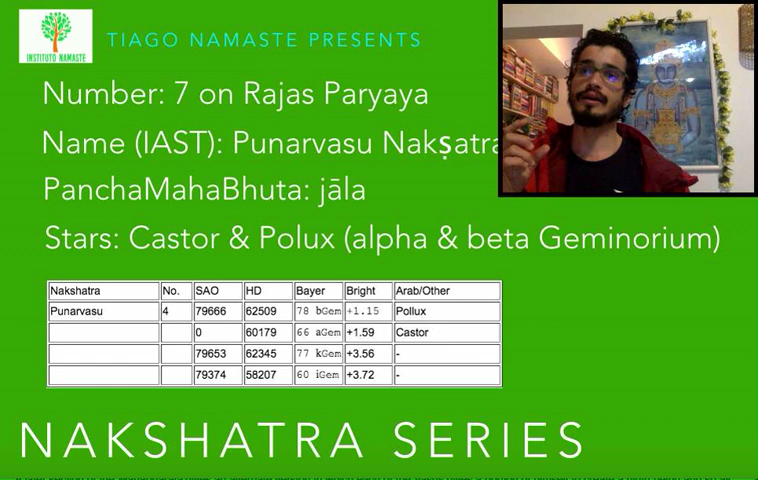 INSTITUTO NAMASTE
TIAGO NAMASTE PRESENTS
Number: 7 on Rajas Paryaya
Name (IAST): Punarvasu Nakṣatra
PanchaMahaBhuta: jāla
Stars: Castor & Polux (alpha & beta Geminorium)
Nakshatra No. SAO HD Bayer Bright Arab/Other
Punarvasu 4 79666 62509 78 bGem +1.15 Pollux
0 60179 66 aGem +1.59 Castor
79653 62345 77 kGem +3.56 -
79374 58207 60 iGem +3.72 -
NAKSHATRA SERIES